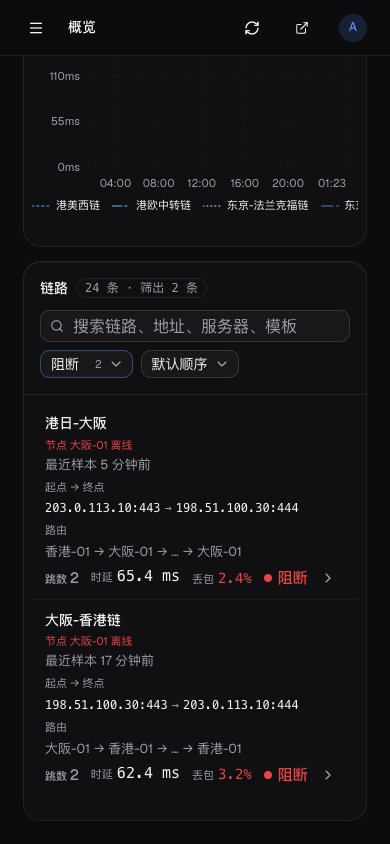 概览
A
110ms
55ms
0ms
04:00 08:00 12:00 16:00 20:00 01:23
港美西链 港欧中转链 东京-法兰克福链
链路 24 条 · 筛出 2 条
搜索链路、地址、服务器、模板
阻断 2 默认顺序
港日-大阪
节点 大阪-01 离线
最近样本 5 分钟前
起点 → 终点
203.0.113.10:443 → 198.51.100.30:444
路由
香港-01 → 大阪-01 → … → 大阪-01
跳数 2 时延 65.4 ms 丢包 2.4% 阻断
大阪-香港链
节点 大阪-01 离线
最近样本 17 分钟前
起点 → 终点
198.51.100.30:443 → 203.0.113.10:444
路由
大阪-01 → 香港-01 → … → 香港-01
跳数 2 时延 62.4 ms 丢包 3.2% 阻断